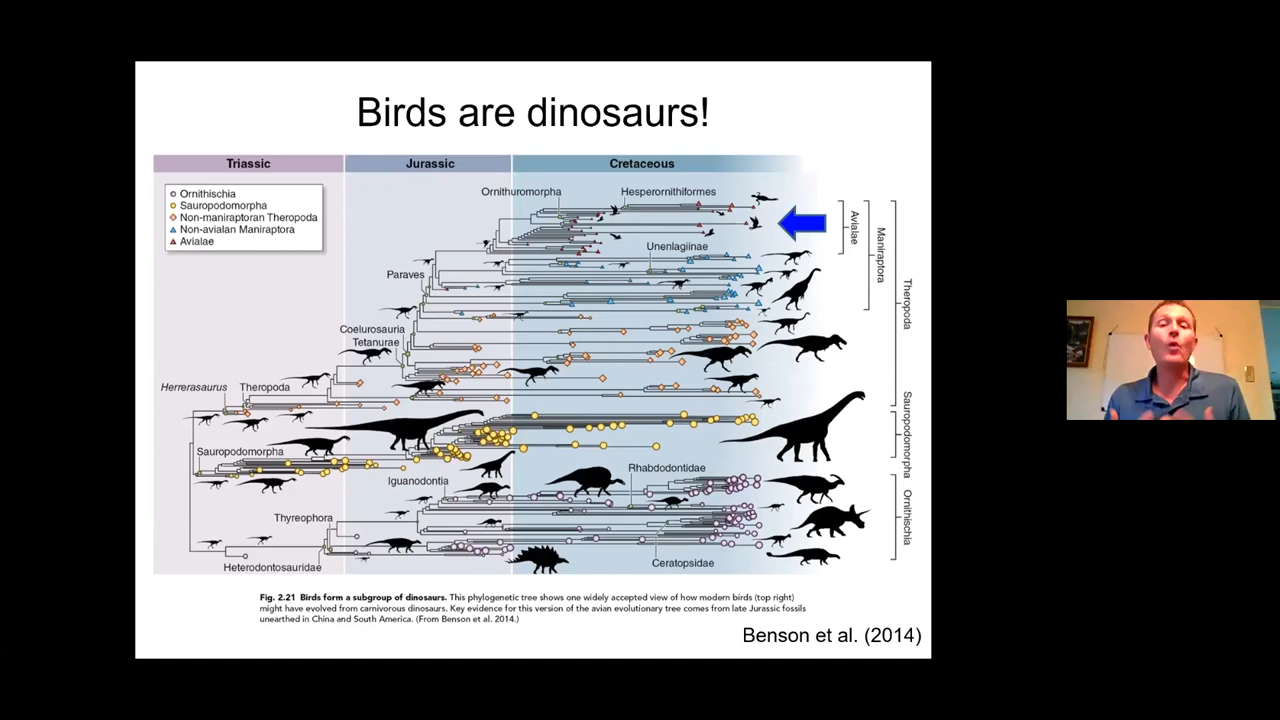 Birds are dinosaurs!
Triassic
Jurassic
Cretaceous
Ornithischia
Sauropodomorpha
Non-maniraptoran Theropoda
Non-avialan Maniraptora
Avialae
Ornithuromorpha
Hesperornithiformes
Unenlagiinae
Paraves
Coelurosauria
Tetanurae
Herrerasaurus
Theropoda
Sauropodomorpha
Iguanodontia
Rhabdodontidae
Thyreophora
Heterodontosauridae
Ceratopsidae
Avialae
Maniraptora
Theropoda
Sauropodomorpha
Ornithischia
Fig. 2.21 Birds form a subgroup of dinosaurs. This phylogenetic tree shows one widely accepted view of how modern birds (top right)
might have evolved from carnivorous dinosaurs. Key evidence for this version of the avian evolutionary tree comes from late Jurassic fossils
unearthed in China and South America. (From Benson et al. 2014.)
Benson et al. (2014)